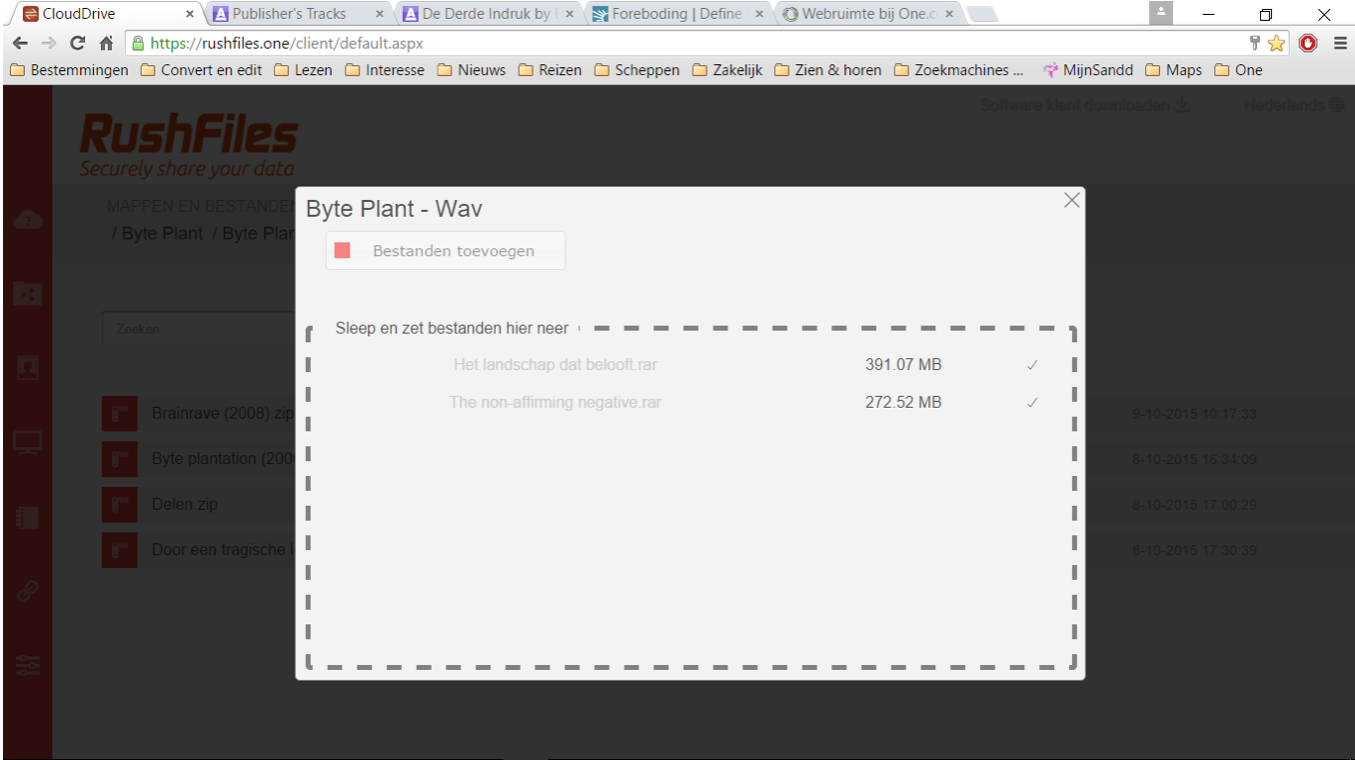 CloudDrive Publisher's Tracks De Derde Indruk by Foreboding | Define Webruimte bij One.c
https://rushfiles.one/client/default.aspx
Bestemmingen Convert en edit Lezen Interesse Nieuws Reizen Scheppen Zakelijk Zien & horen Zoekmachines ... MijnSandd Maps One
Software klant downloaden Nederlands
RushFiles
Securely share your data
MAPPEN EN BESTANDEN
/ Byte Plant / Byte Plan
Byte Plant - Wav
Bestanden toevoegen
Zoeken
Sleep en zet bestanden hier neer
Het landschap dat belooft.rar 391.07 MB
The non-affirming negative.rar 272.52 MB
Brainrave (2008).zip 9-10-2015 10:17:33
Byte plantation (200 8-10-2015 16:34:09
Delen.zip 8-10-2015 17:00:29
Door een tragische 8-10-2015 17:30:39